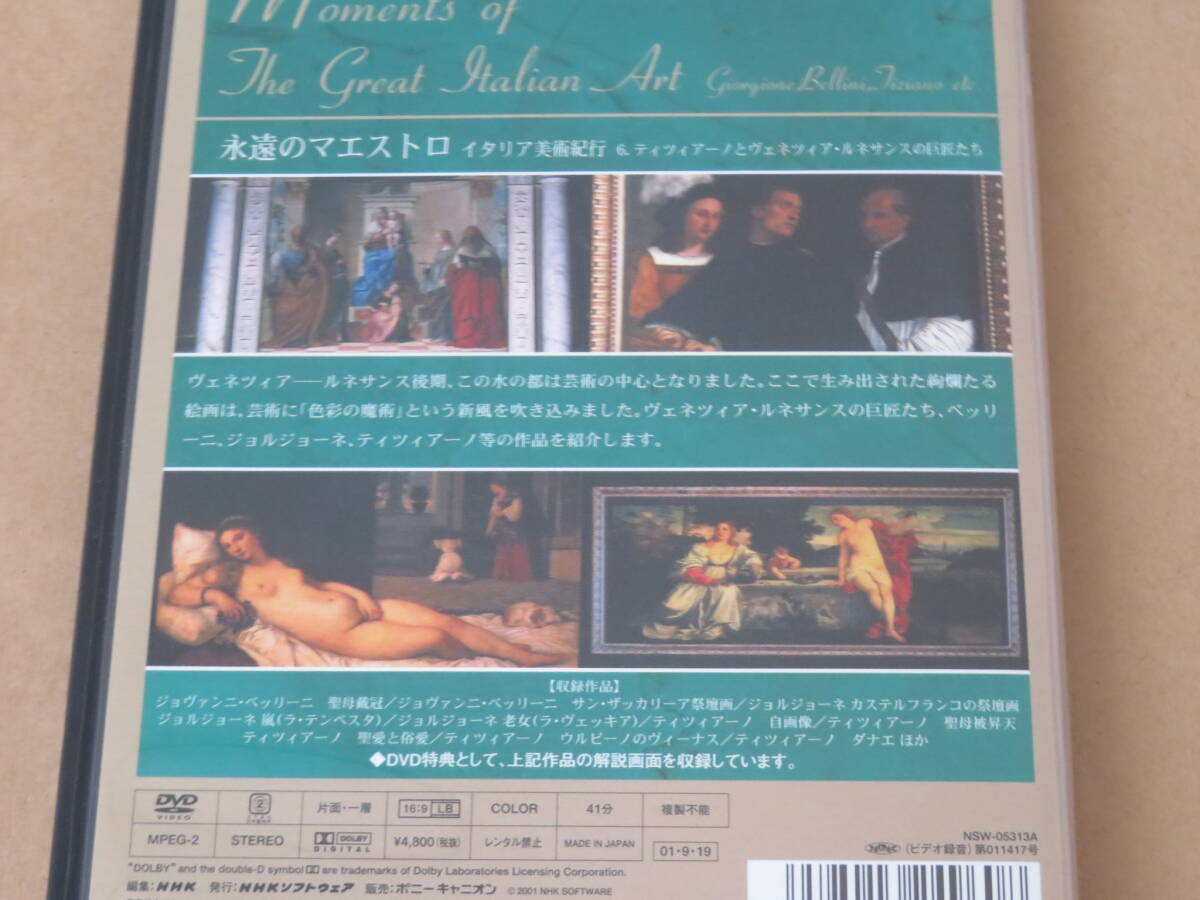 Moments of
The Great Italian Art Giorgione, Bellini, Tiziano etc.
永遠のマエストロ イタリア美術紀行 6. ティツィアーノとヴェネツィア・ルネサンスの巨匠たち
ヴェネツィア──ルネサンス後期、この水の都は芸術の中心となりました。ここで生み出された絢爛たる
絵画は、芸術に「色彩の魔術」という新風を吹き込みました。ヴェネツィア・ルネサンスの巨匠たち、ベッリ
ーニ、ジョルジョーネ、ティツィアーノ等の作品を紹介します。
【収録作品】
ジョヴァンニ・ベッリーニ 聖母戴冠／ジョヴァンニ・ベッリーニ サン・ザッカリーア祭壇画／ジョルジョーネ カステルフランコの祭壇画
ジョルジョーネ 嵐(ラ・テンペスタ)／ジョルジョーネ 老女(ラ・ヴェッキア)／ティツィアーノ 自画像／ティツィアーノ 聖母被昇天
ティツィアーノ 聖愛と俗愛／ティツィアーノ ウルビーノのヴィーナス／ティツィアーノ ダナエ ほか
◆DVD特典として、上記作品の解説画面を収録しています。
DVD VIDEO 2 片面・一層 16:9 LB COLOR 41分 複製不能
MPEG-2 STEREO DOLBY DIGITAL ¥4,800(税抜) レンタル禁止 MADE IN JAPAN 01・9・19
NSW-05313A
(ビデオ録音)第011417号
"DOLBY" and the double-D symbol are trademarks of Dolby Laboratories Licensing Corporation.
編集:NHK 発行:NHKソフトウェア 販売:ポニーキャニオン © 2001 NHK SOFTWARE